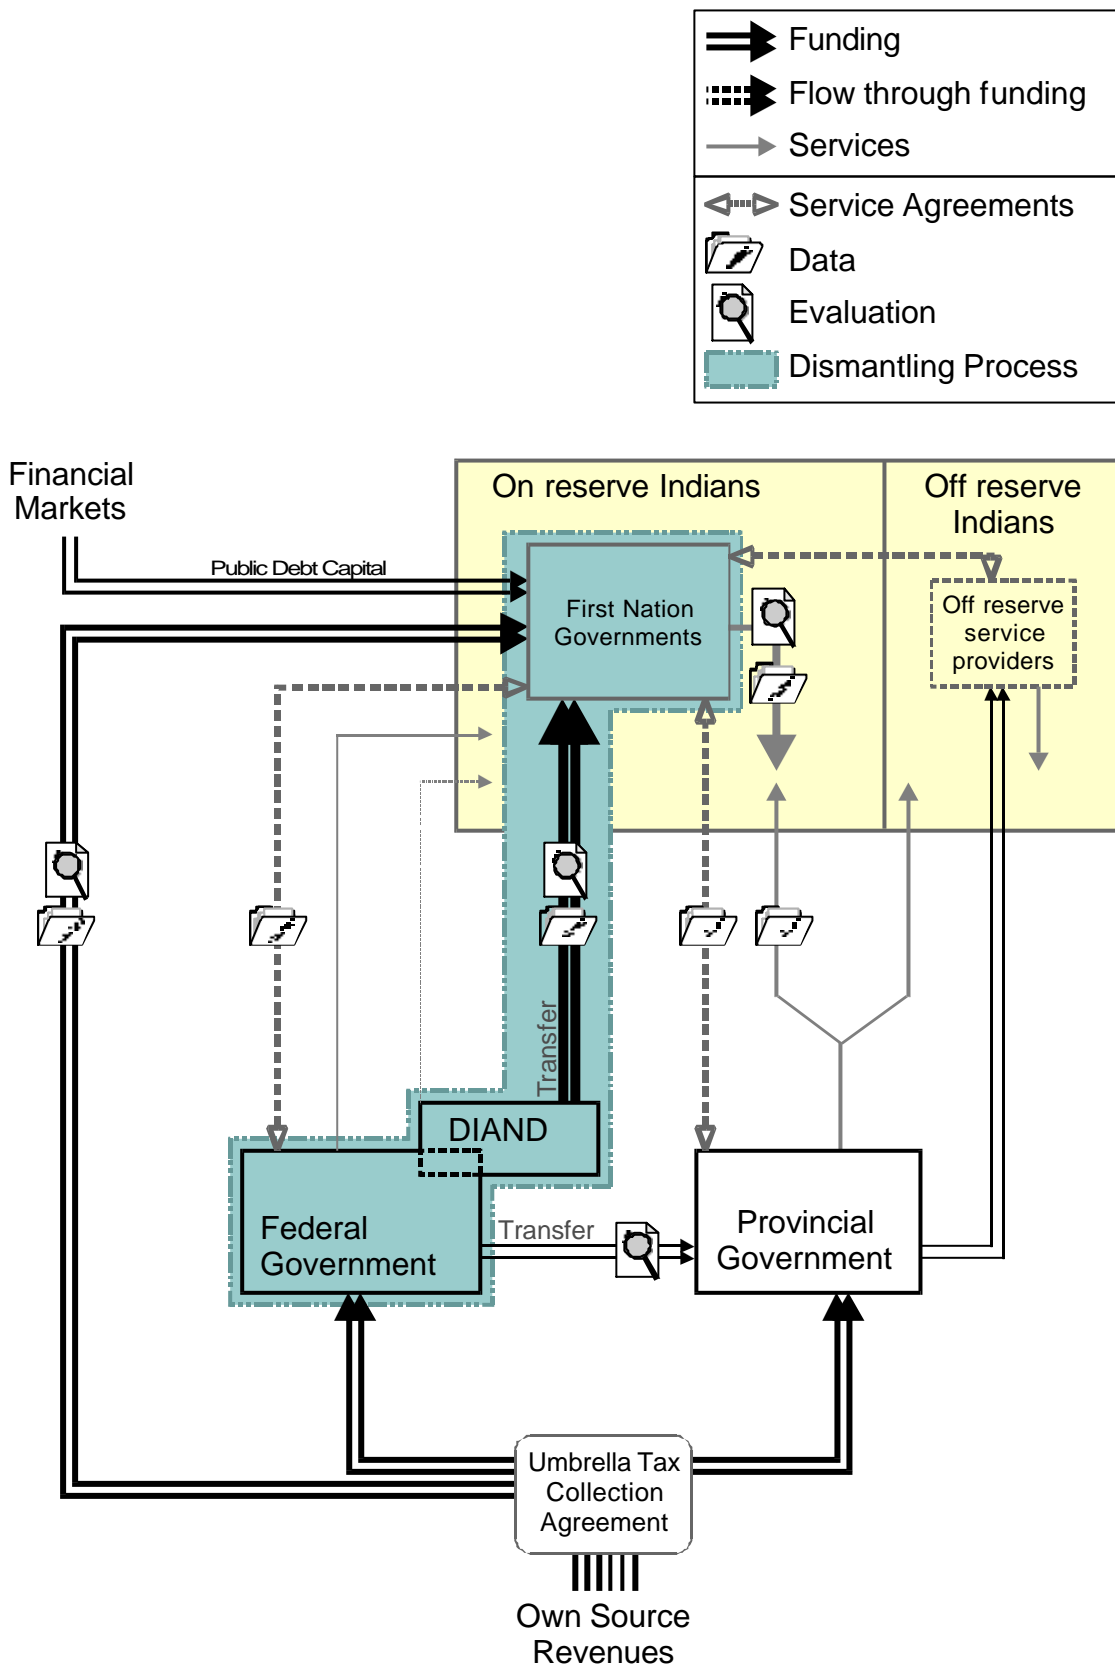 Funding
Flow through funding
Services
Service Agreements
Data
Evaluation
Dismantling Process
Financial
Markets
On reserve Indians
Off reserve
Indians
Public Debt Capital
First Nation
Governments
Off reserve
service
providers
Transfer
DIAND
Federal
Government
Transfer
Provincial
Government
Umbrella Tax
Collection
Agreement
Own Source
Revenues